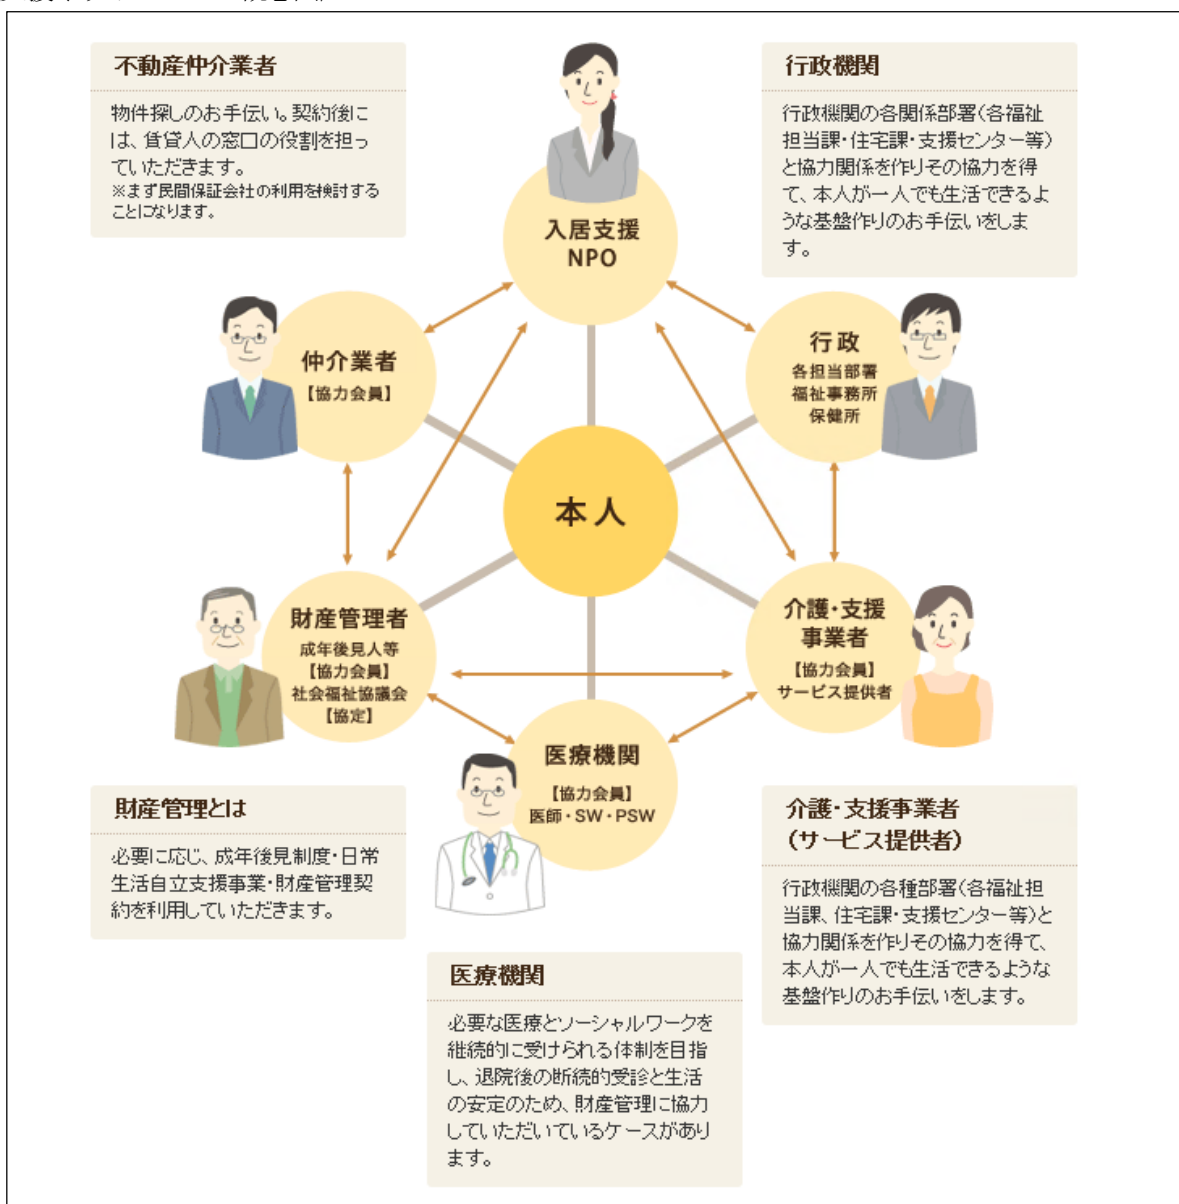 不動産仲介業者
物件探しのお手伝い。契約後に
は、賃貸人の窓口の役割を担っ
ていただきます。
※まず民間保証会社の利用を検討する
ことになります。
行政機関
行政機関の各関係部署(各福祉
担当課・住宅課・支援センター等)
と協力関係を作りその協力を得
て、本人が一人でも生活できるよ
うな基盤作りのお手伝いをしま
す。
入居支援
NPO
仲介業者
【協力会員】
行政
各担当部署
福祉事務所
保健所
本人
財産管理者
成年後見人等
【協力会員】
社会福祉協議会
【協定】
介護・支援
事業者
【協力会員】
サービス提供者
医療機関
【協力会員】
医師・SW・PSW
財産管理とは
必要に応じ、成年後見制度・日常
生活自立支援事業・財産管理契
約を利用していただきます。
介護・支援事業者
(サービス提供者)
行政機関の各種部署(各福祉担
当課、住宅課・支援センター等)と
協力関係を作りその協力を得て、
本人が一人でも生活できるような
基盤作りのお手伝いをします。
医療機関
必要な医療とソーシャルワークを
継続的に受けられる体制を目指
し、退院後の断続的受診と生活
の安定のため、財産管理に協力
していただいているケースがあり
ます。